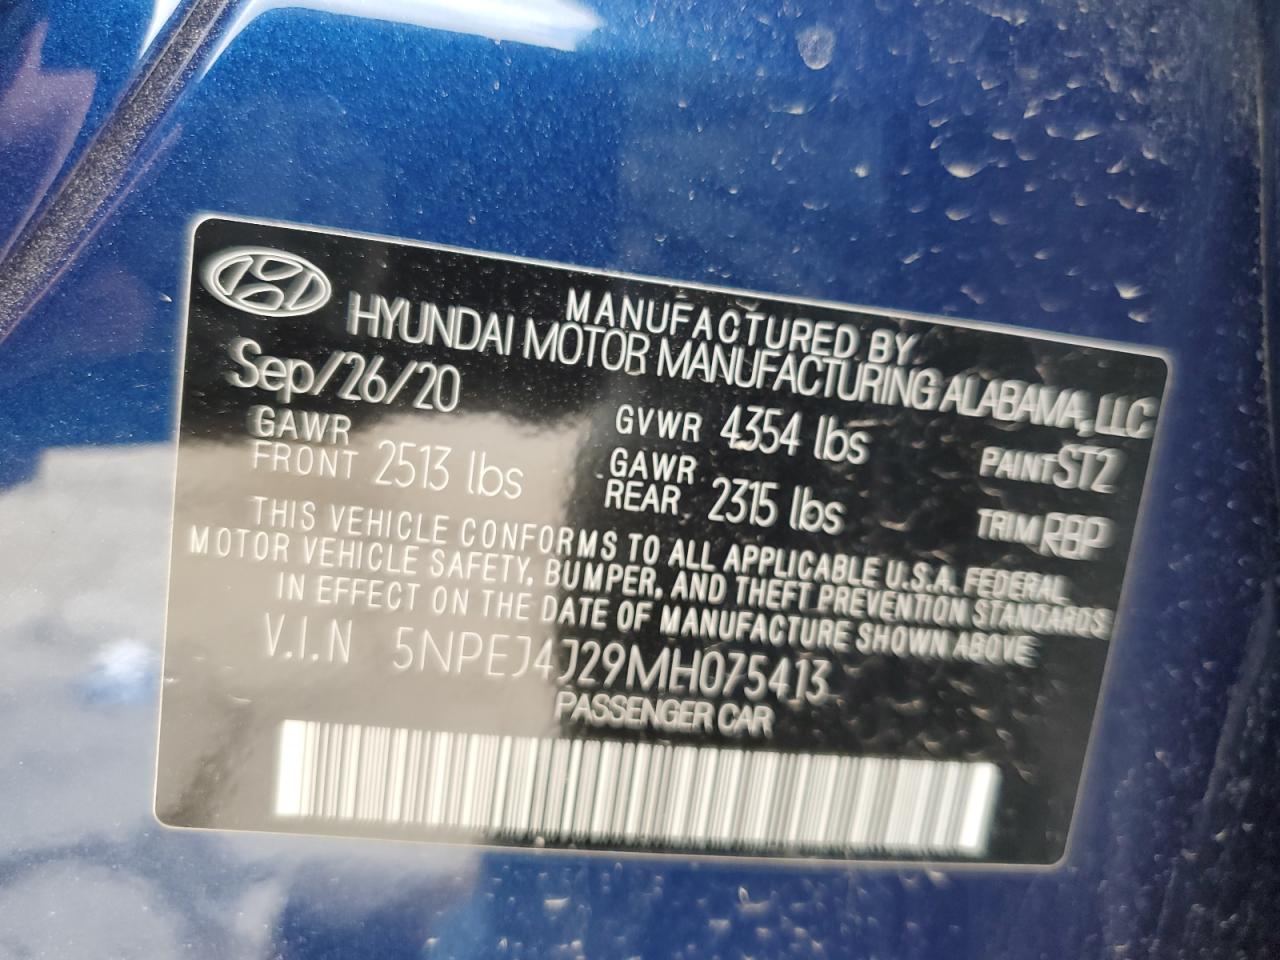 MANUFACTURED BY
HYUNDAI MOTOR MANUFACTURING ALABAMA, LLC
Sep/26/20
GVWR 4354 lbs PAINT ST2
GAWR FRONT 2513 lbs GAWR REAR 2315 lbs TRIM RBP
THIS VEHICLE CONFORMS TO ALL APPLICABLE U.S.A. FEDERAL
MOTOR VEHICLE SAFETY, BUMPER, AND THEFT PREVENTION STANDARDS
IN EFFECT ON THE DATE OF MANUFACTURE SHOWN ABOVE
V.I.N 5NPEJ4J29MH075413
PASSENGER CAR